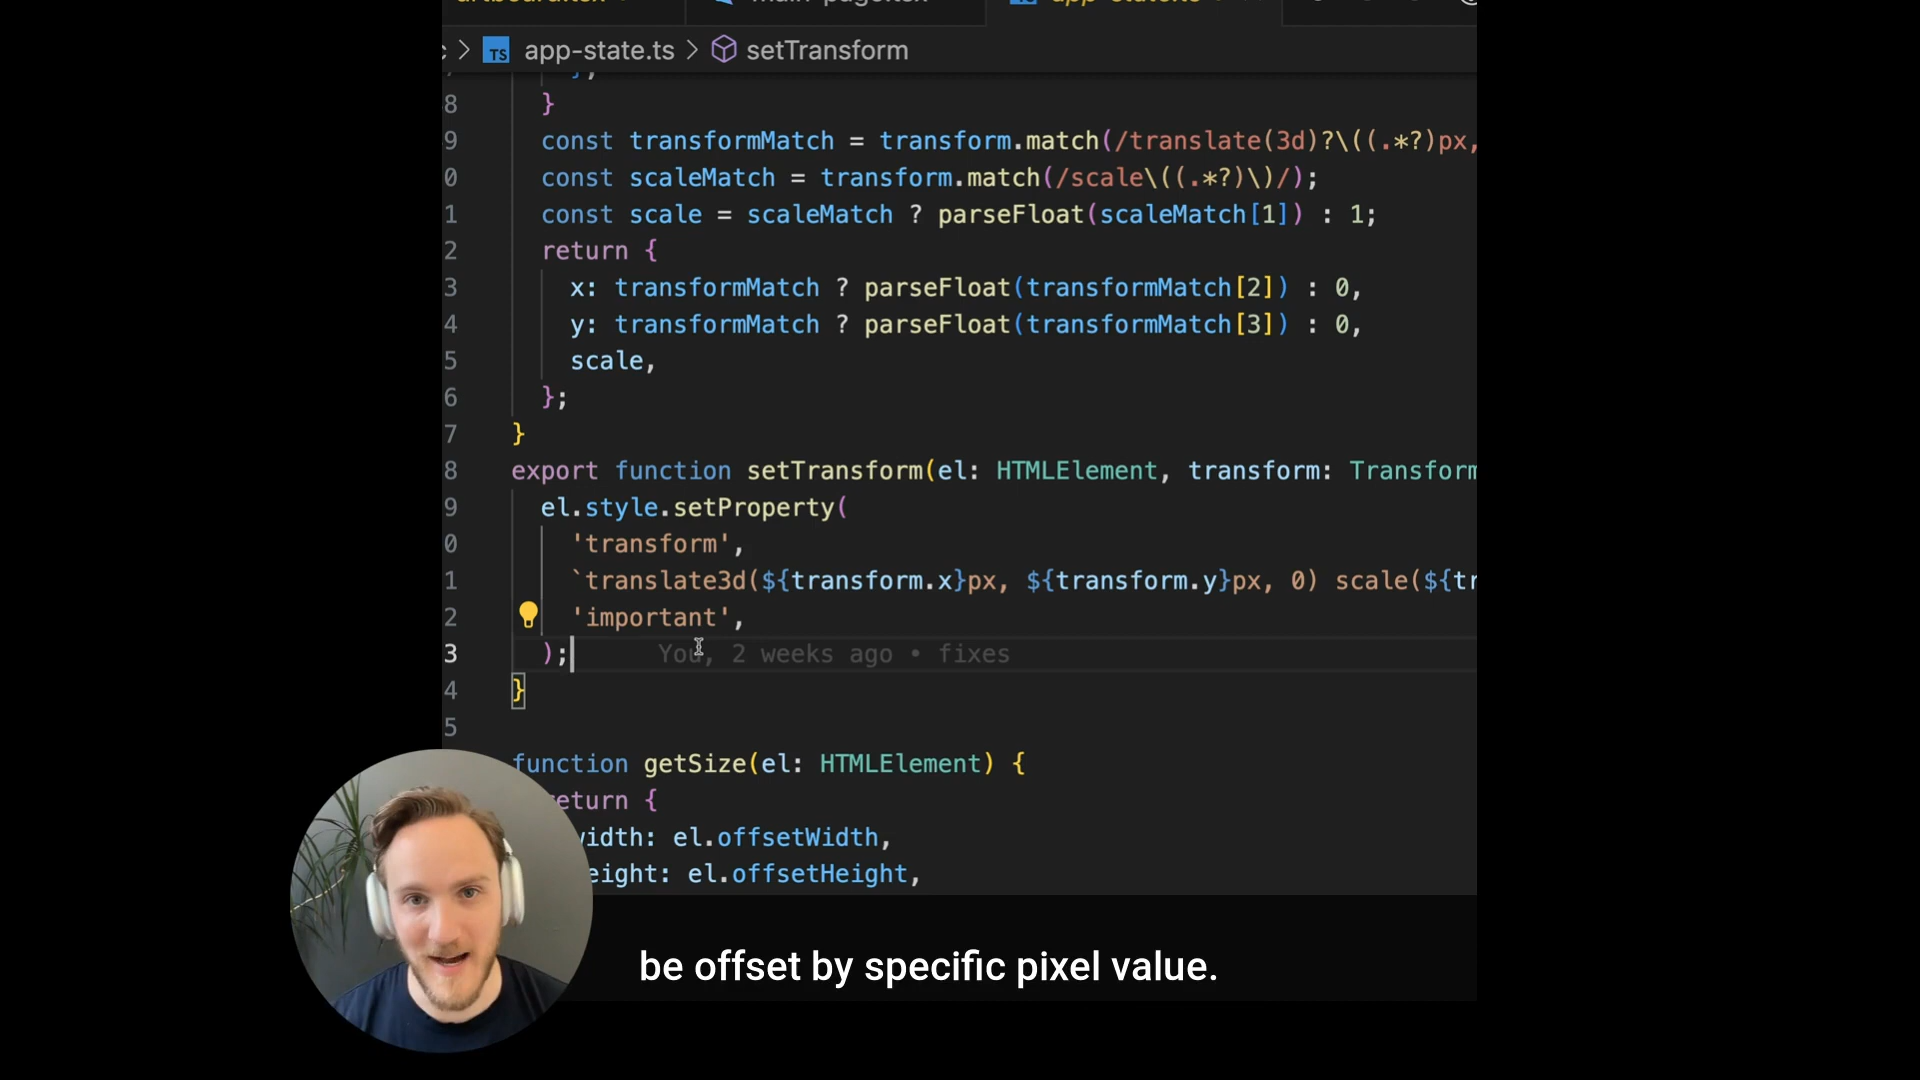 app-state.ts > setTransform
8 }
9 const transformMatch = transform.match(/translate(3d)?\((.*?)px,
0 const scaleMatch = transform.match(/scale\((.*?)\)/);
1 const scale = scaleMatch ? parseFloat(scaleMatch[1]) : 1;
2 return {
3 x: transformMatch ? parseFloat(transformMatch[2]) : 0,
4 y: transformMatch ? parseFloat(transformMatch[3]) : 0,
5 scale,
6 };
7 }
8 export function setTransform(el: HTMLElement, transform: Transform
9 el.style.setProperty(
0 'transform',
1 `translate3d(${transform.x}px, ${transform.y}px, 0) scale(${tr
2 'important',
3 ); You, 2 weeks ago • fixes
4 }
5
function getSize(el: HTMLElement) {
return {
width: el.offsetWidth,
eight: el.offsetHeight,
be offset by specific pixel value.